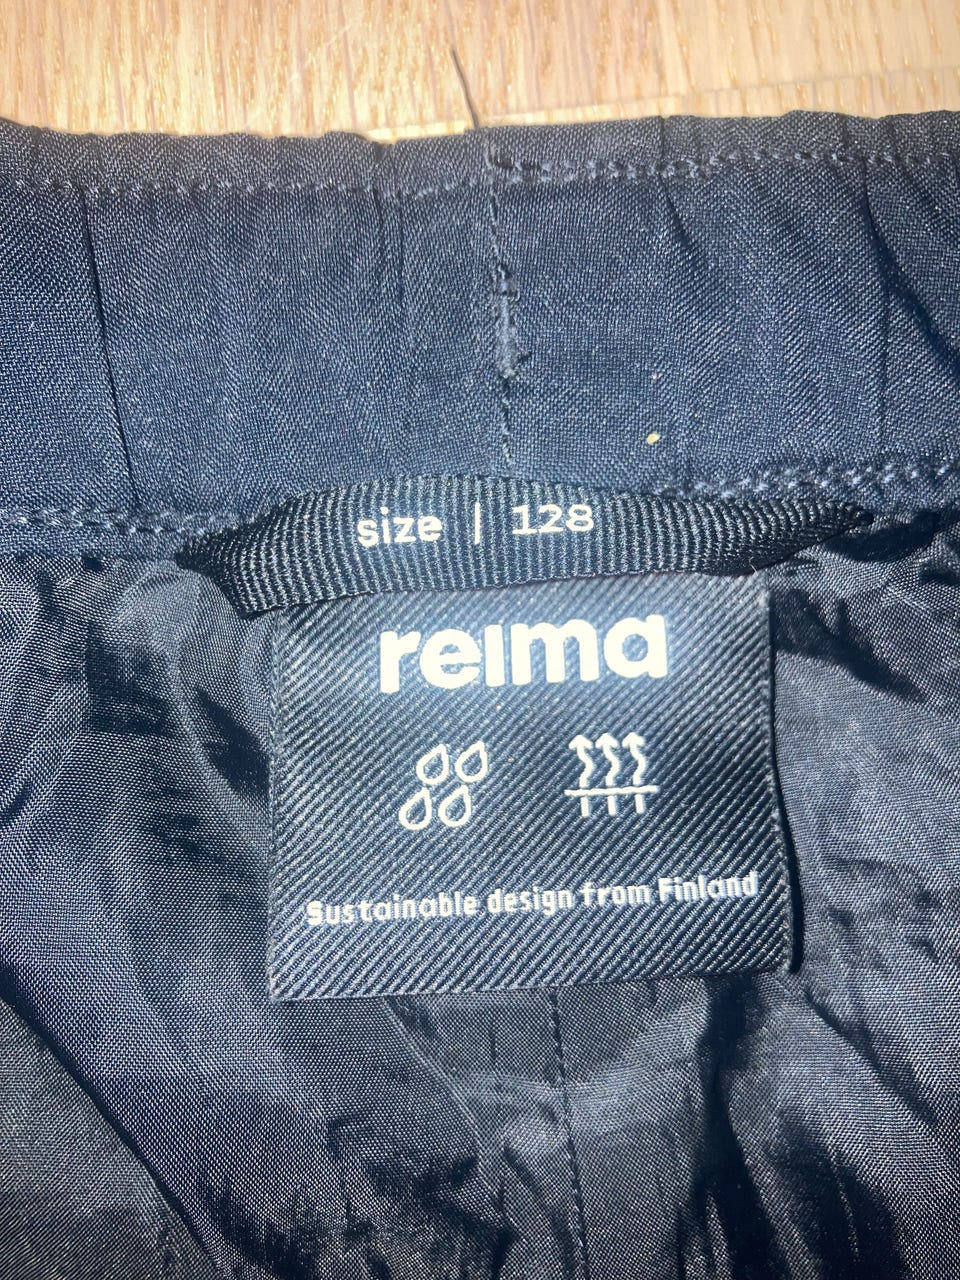 size | 128
reima
Sustainable design from Finland